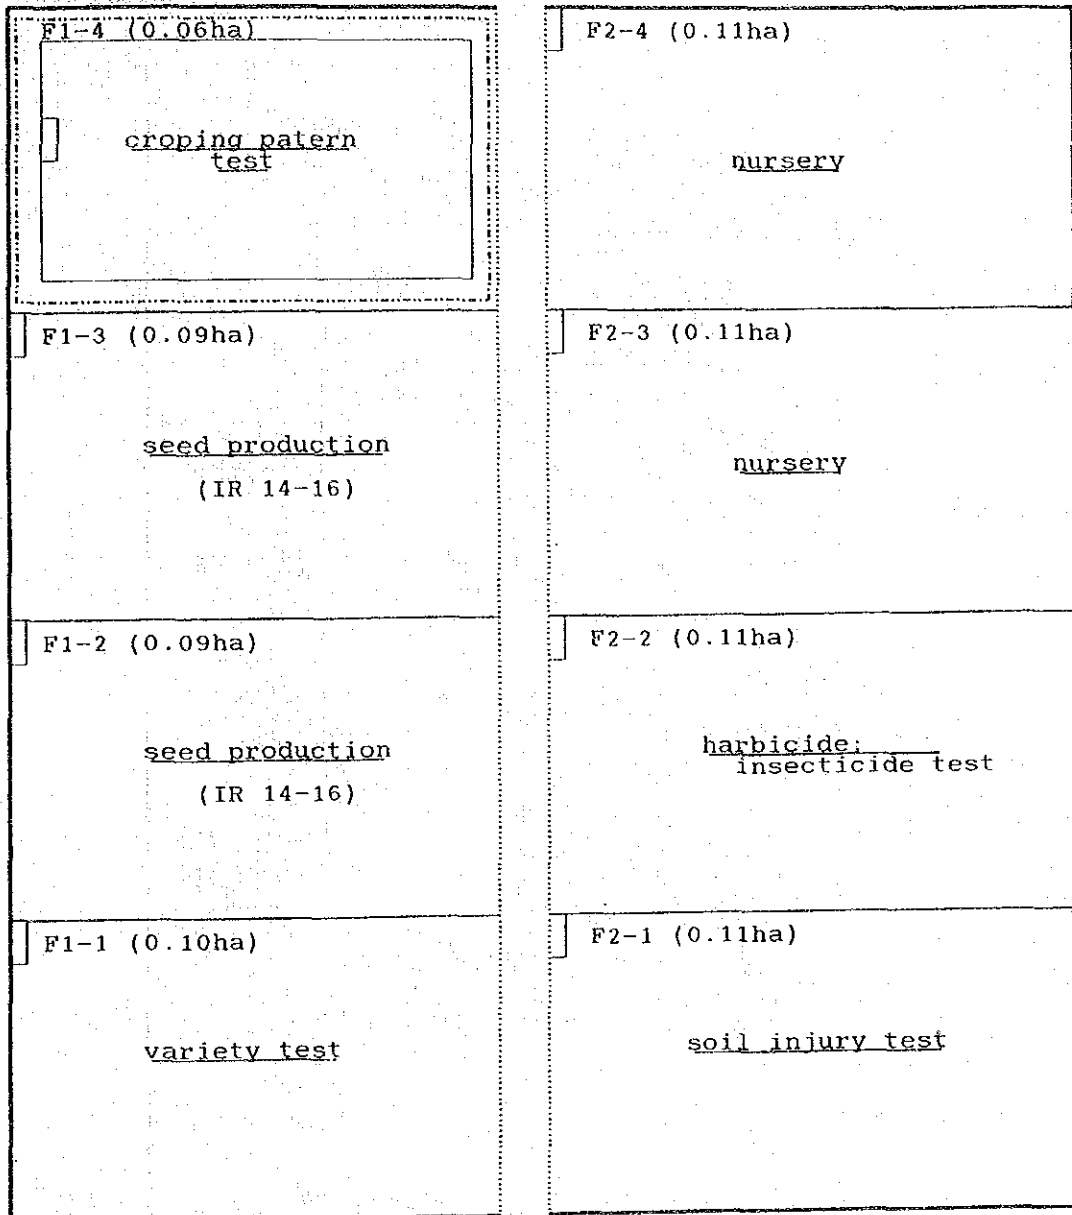 F1-4 (0.06ha)
croping patern
test
F1-3 (0.09ha)
seed production
(IR 14-16)
F1-2 (0.09ha)
seed production
(IR 14-16)
F1-1 (0.10ha)
variety test
F2-4 (0.11ha)
nursery
F2-3 (0.11ha)
nursery
F2-2 (0.11ha)
harbicide;
insecticide test
F2-1 (0.11ha)
soil injury test